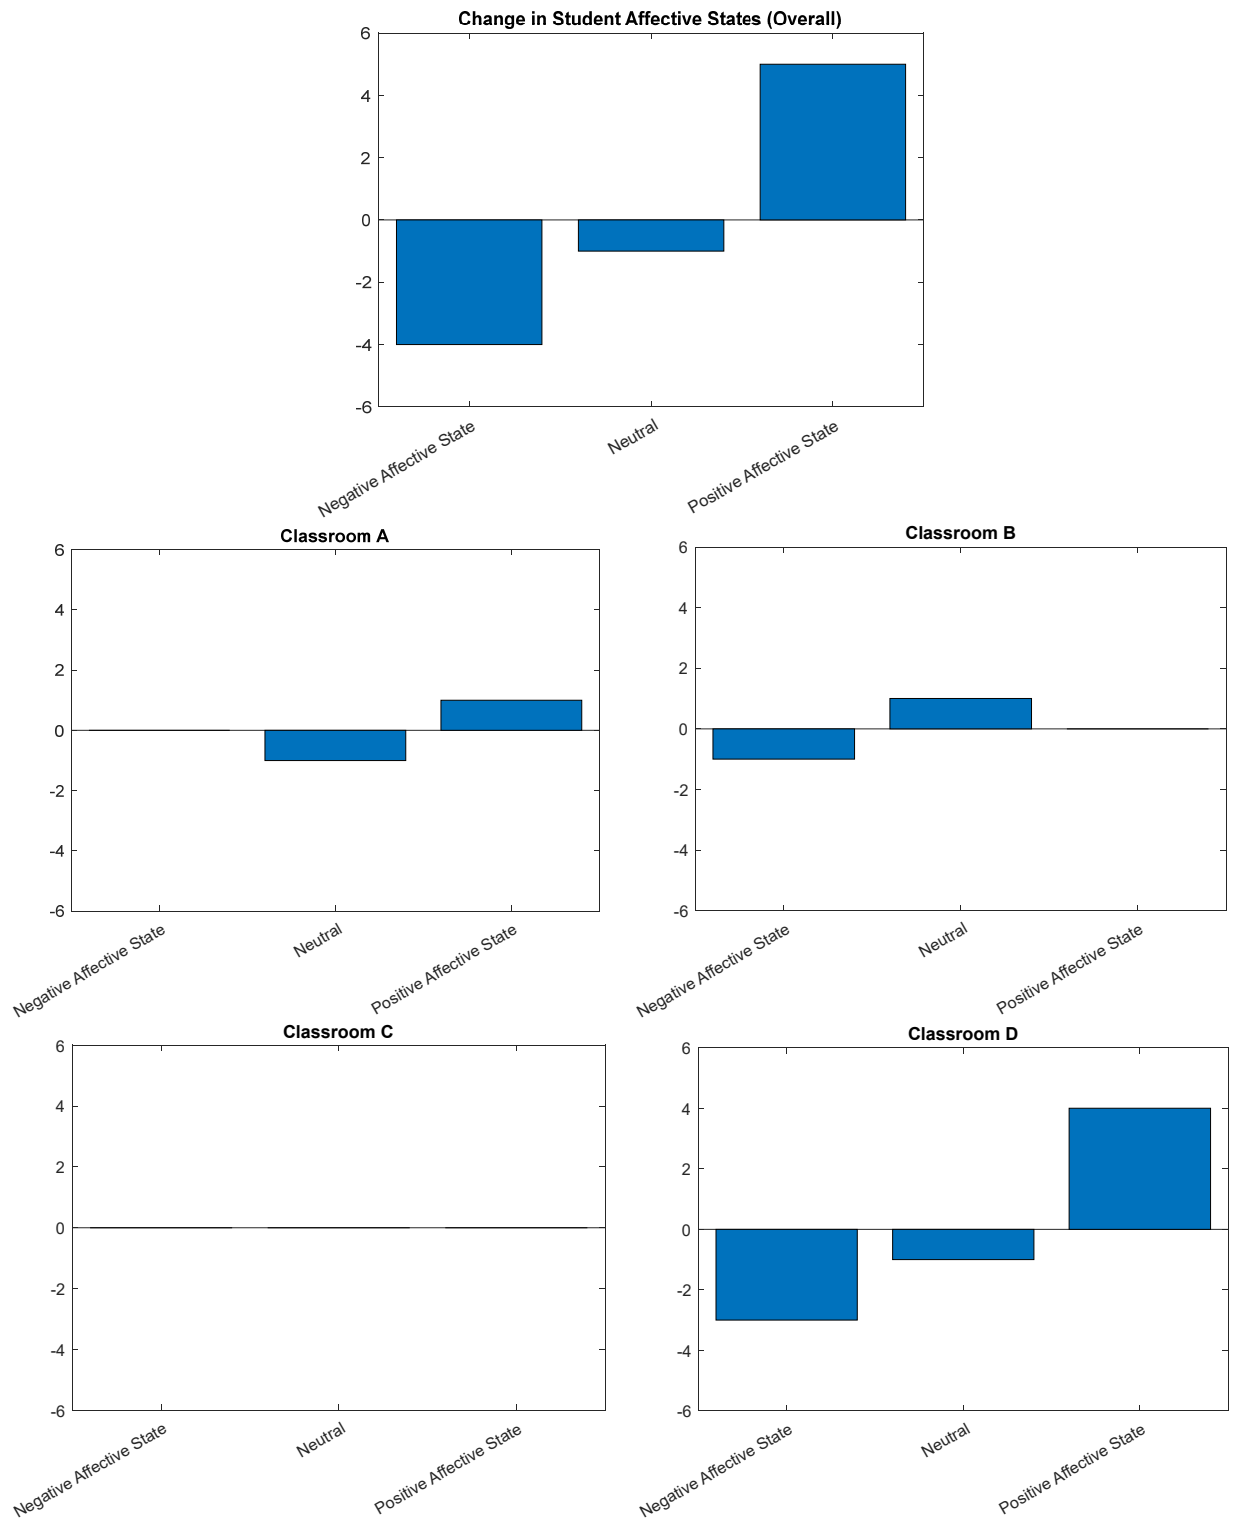 Change in Student Affective States (Overall)
6
4
2
0
-2
-4
-6
Negative Affective State
Neutral
Positive Affective State
Classroom A
6
4
2
0
-2
-4
-6
Negative Affective State
Neutral
Positive Affective State
Classroom B
6
4
2
0
-2
-4
-6
Negative Affective State
Neutral
Positive Affective State
Classroom C
6
4
2
0
-2
-4
-6
Negative Affective State
Neutral
Positive Affective State
Classroom D
6
4
2
0
-2
-4
-6
Negative Affective State
Neutral
Positive Affective State